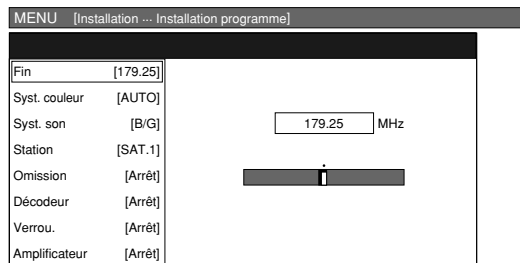 MENU [Installation ··· Installation programme]
Fin [179.25]
Syst. couleur [AUTO]
Syst. son [B/G]
179.25 MHz
Station [SAT.1]
Omission [Arrêt]
Décodeur [Arrêt]
Verrou. [Arrêt]
Amplificateur [Arrêt]